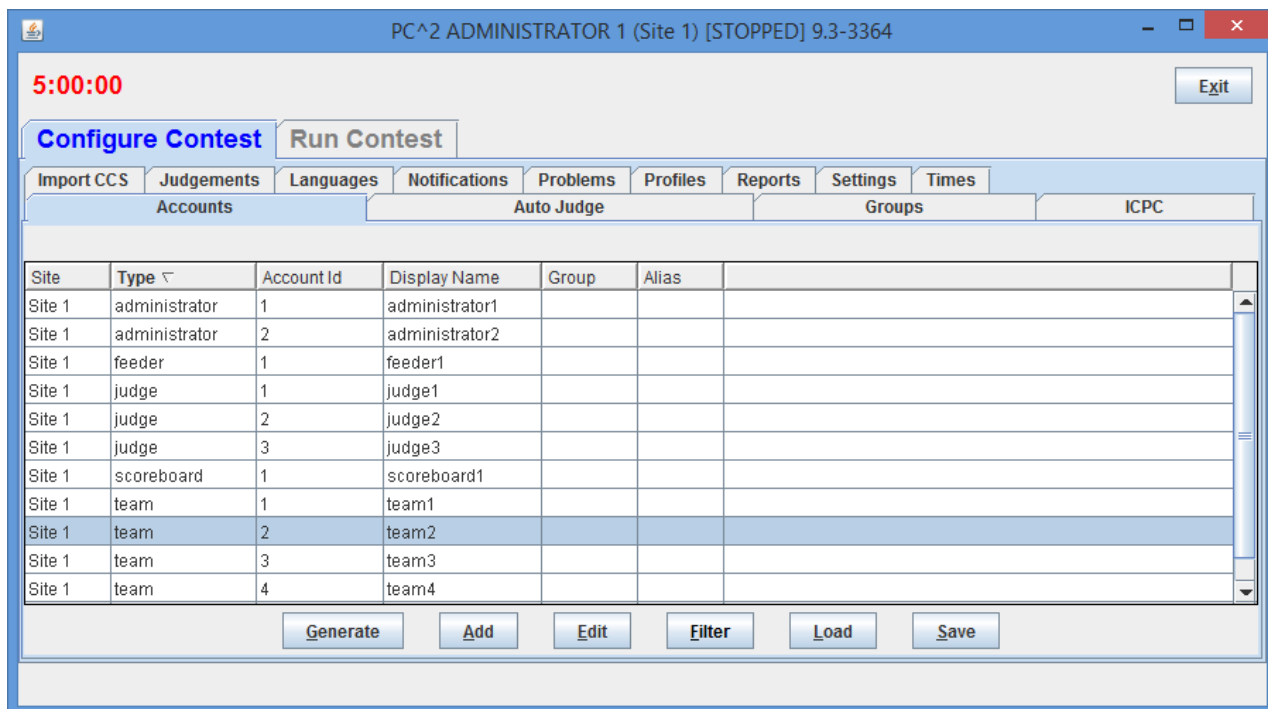 PC^2 ADMINISTRATOR 1 (Site 1) [STOPPED] 9.3-3364
5:00:00 Exit
Configure Contest Run Contest
Import CCS Judgements Languages Notifications Problems Profiles Reports Settings Times
Accounts Auto Judge Groups ICPC
Site Type Account Id Display Name Group Alias
Site 1 administrator 1 administrator1
Site 1 administrator 2 administrator2
Site 1 feeder 1 feeder1
Site 1 judge 1 judge1
Site 1 judge 2 judge2
Site 1 judge 3 judge3
Site 1 scoreboard 1 scoreboard1
Site 1 team 1 team1
Site 1 team 2 team2
Site 1 team 3 team3
Site 1 team 4 team4
Generate Add Edit Filter Load Save